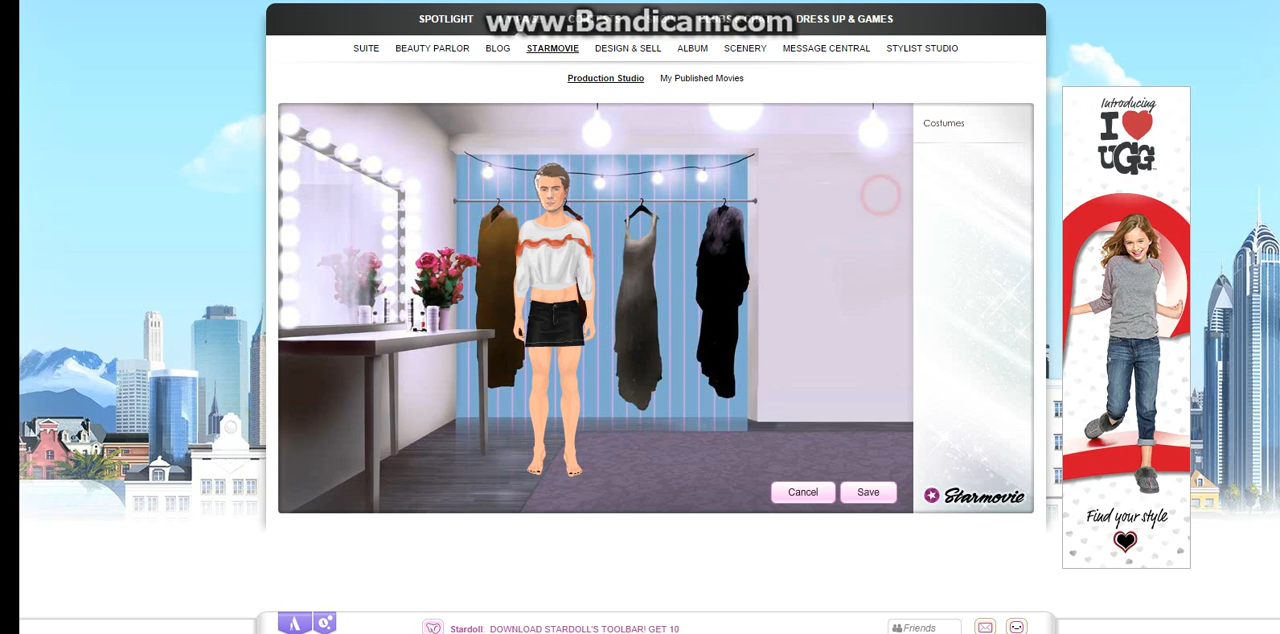 www.Bandicam.com
SPOTLIGHT DRESS UP & GAMES
SUITE BEAUTY PARLOR BLOG STARMOVIE DESIGN & SELL ALBUM SCENERY MESSAGE CENTRAL STYLIST STUDIO
Production Studio My Published Movies
Costumes
Cancel Save
Starmovie
Introducing
I
UGG
Find your style
Stardoll: DOWNLOAD STARDOLL'S TOOLBAR! GET 10
Friends